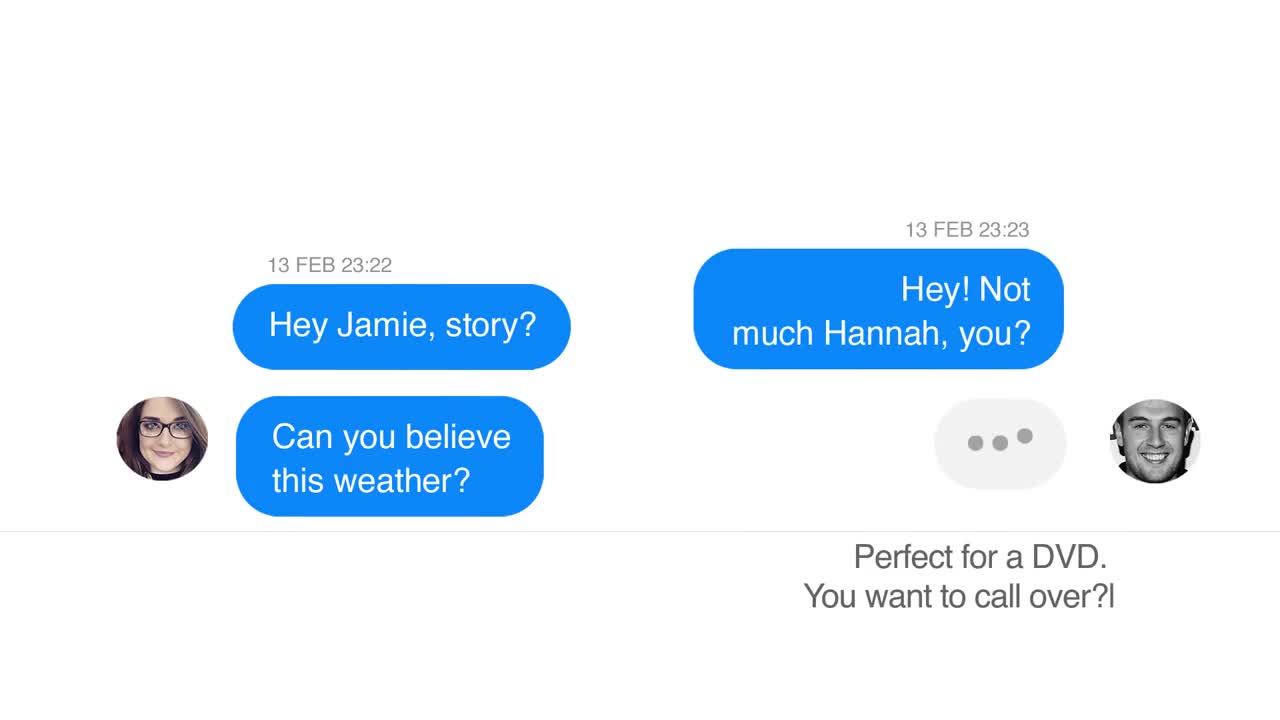 13 FEB 23:22
Hey Jamie, story?
13 FEB 23:23
Hey! Not
much Hannah, you?
Can you believe
this weather?
Perfect for a DVD.
You want to call over?